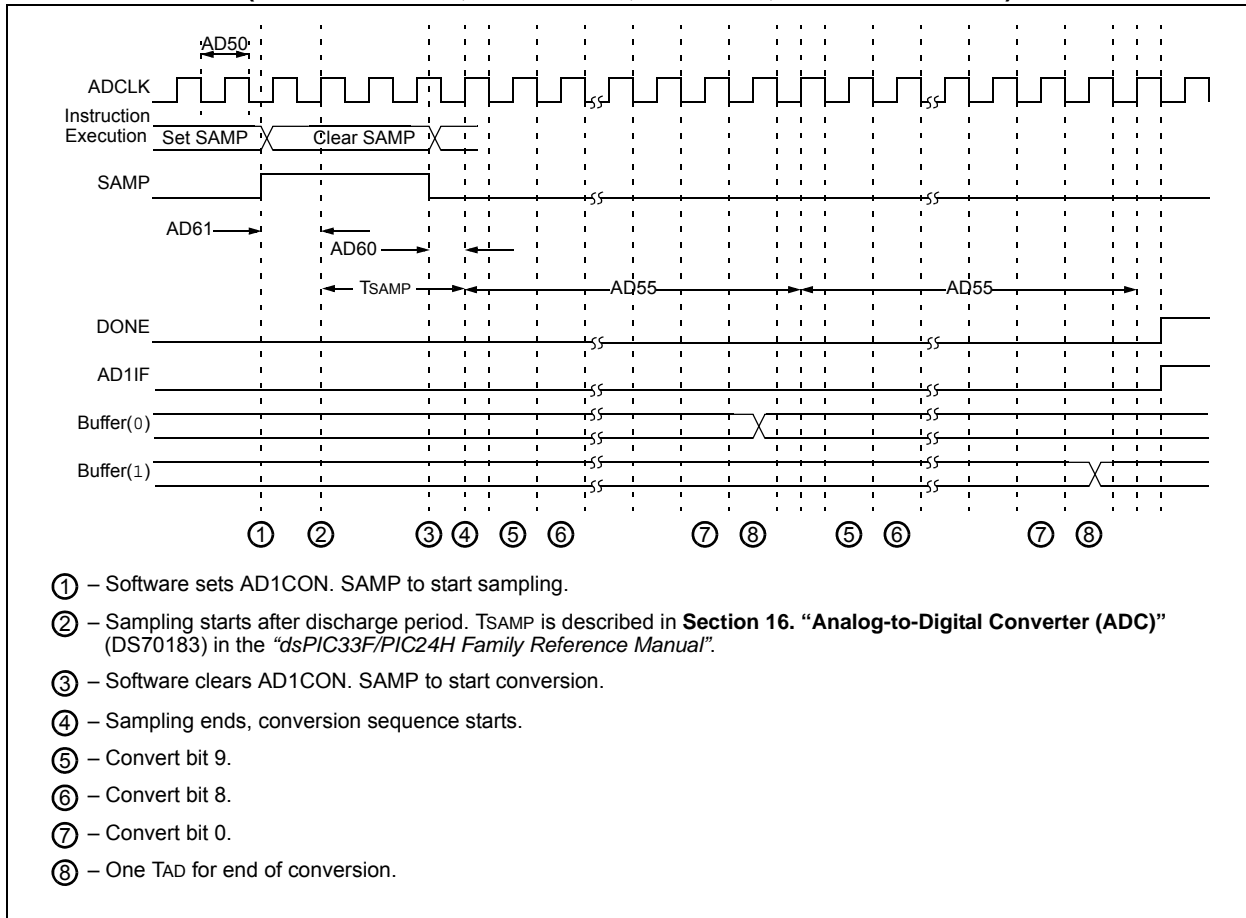 AD50
ADCLK
Instruction
Execution
Set SAMP
Clear SAMP
SAMP
AD61
AD60
TSAMP
AD55
AD55
DONE
AD1IF
Buffer(0)
Buffer(1)
1 2 3 4 5 6 7 8 5 6 7 8
1 – Software sets AD1CON. SAMP to start sampling.
2 – Sampling starts after discharge period. TSAMP is described in Section 16. “Analog-to-Digital Converter (ADC)”
(DS70183) in the “dsPIC33F/PIC24H Family Reference Manual”.
3 – Software clears AD1CON. SAMP to start conversion.
4 – Sampling ends, conversion sequence starts.
5 – Convert bit 9.
6 – Convert bit 8.
7 – Convert bit 0.
8 – One TAD for end of conversion.